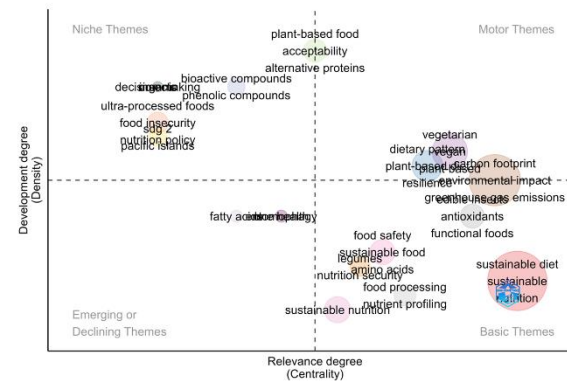 Niche Themes
Motor Themes
plant-based food
acceptability
alternative proteins
bioactive compounds
phenolic compounds
ultra-processed foods
food insecurity
sdg 2
nutrition policy
pacific islands
vegetarian
dietary pattern
vegan
plant-based
resilience
carbon footprint
environmental impact
edible insects
greenhouse gas emissions
antioxidants
functional foods
food safety
sustainable food
legumes
amino acids
nutrition security
food processing
nutrient profiling
sustainable nutrition
sustainable diet
sustainable
nutrition
Emerging or
Declining Themes
Basic Themes
Development degree
(Density)
Relevance degree
(Centrality)